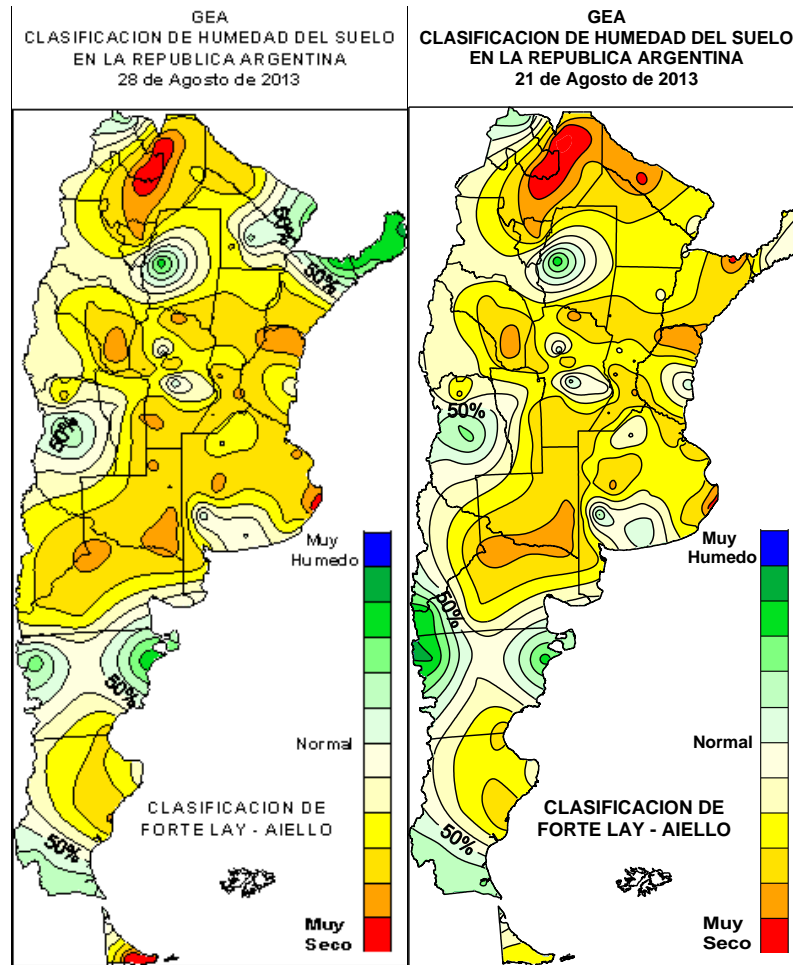 GEA
CLASIFICACION DE HUMEDAD DEL SUELO
EN LA REPUBLICA ARGENTINA
28 de Agosto de 2013
50%
50%
50%
50%
50%
Muy
Humedo
Normal
CLASIFICACION DE
FORTE LAY - AIELLO
Muy
Seco
GEA
CLASIFICACION DE HUMEDAD DEL SUELO
EN LA REPUBLICA ARGENTINA
21 de Agosto de 2013
50%
50%
50%
Muy
Humedo
Normal
CLASIFICACION DE
FORTE LAY - AIELLO
Muy
Seco